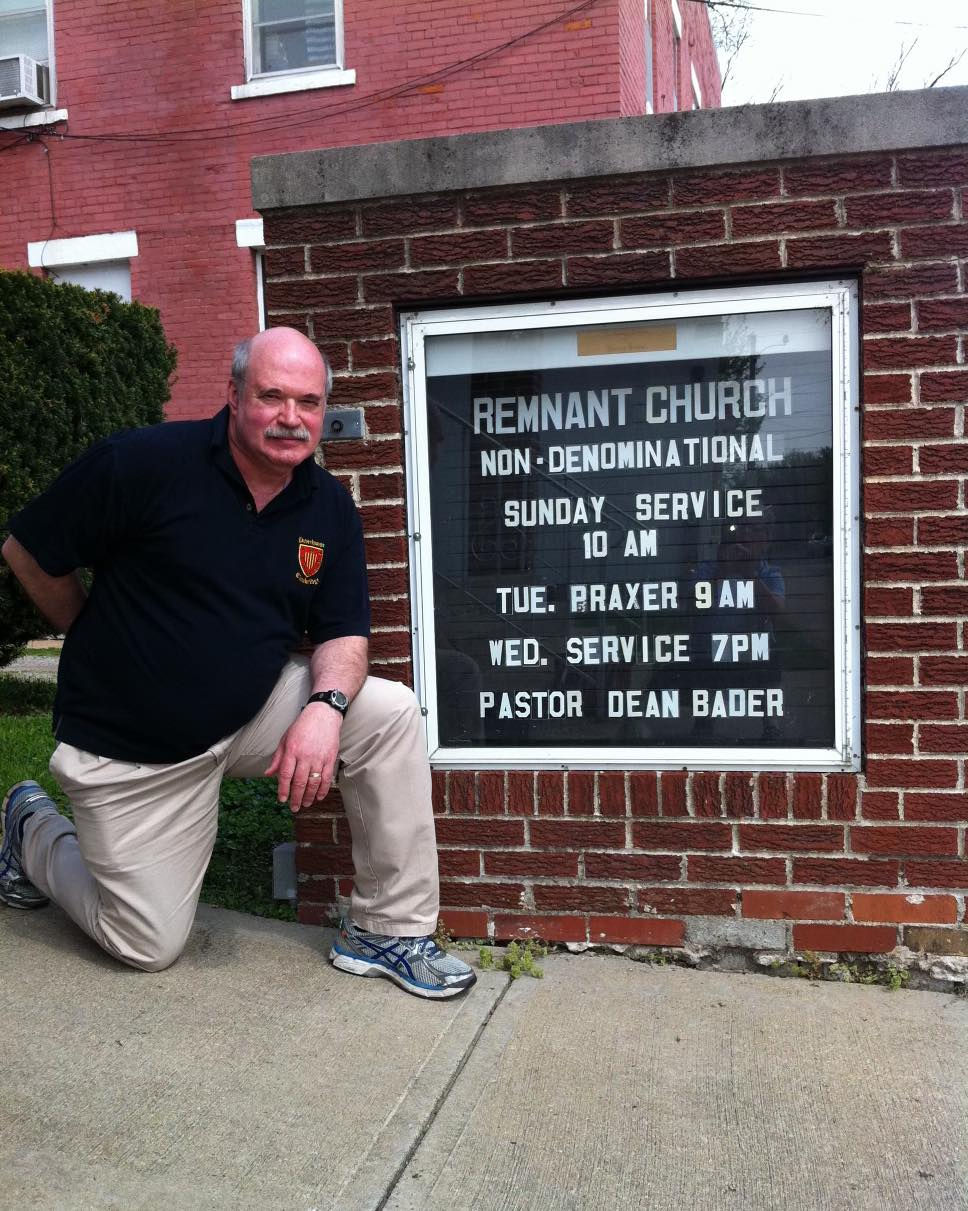 REMNANT CHURCH
NON-DENOMINATIONAL
SUNDAY SERVICE
10 AM
TUE. PRAXER 9 AM
WED. SERVICE 7PM
PASTOR DEAN BADER